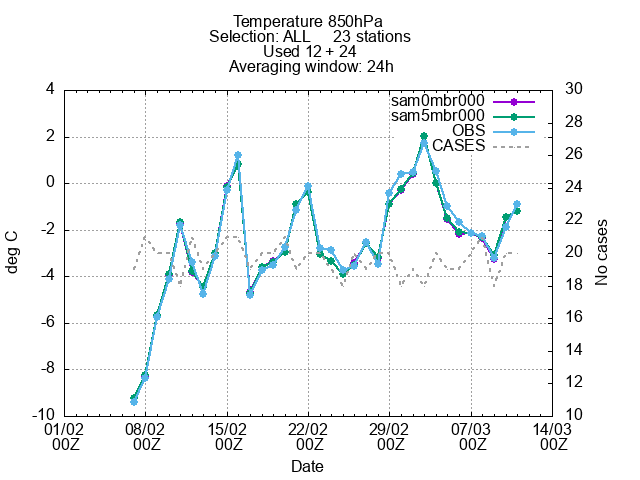 Temperature 850hPa
Selection: ALL 23 stations
Used 12 + 24
Averaging window: 24h
sam0mbr000
sam5mbr000
OBS
CASES
deg C
4
2
0
-2
-4
-6
-8
-10
No cases
30
28
26
24
22
20
18
16
14
12
10
01/02 08/02 15/02 22/02 29/02 07/03 14/03
00Z 00Z 00Z 00Z 00Z 00Z 00Z
Date